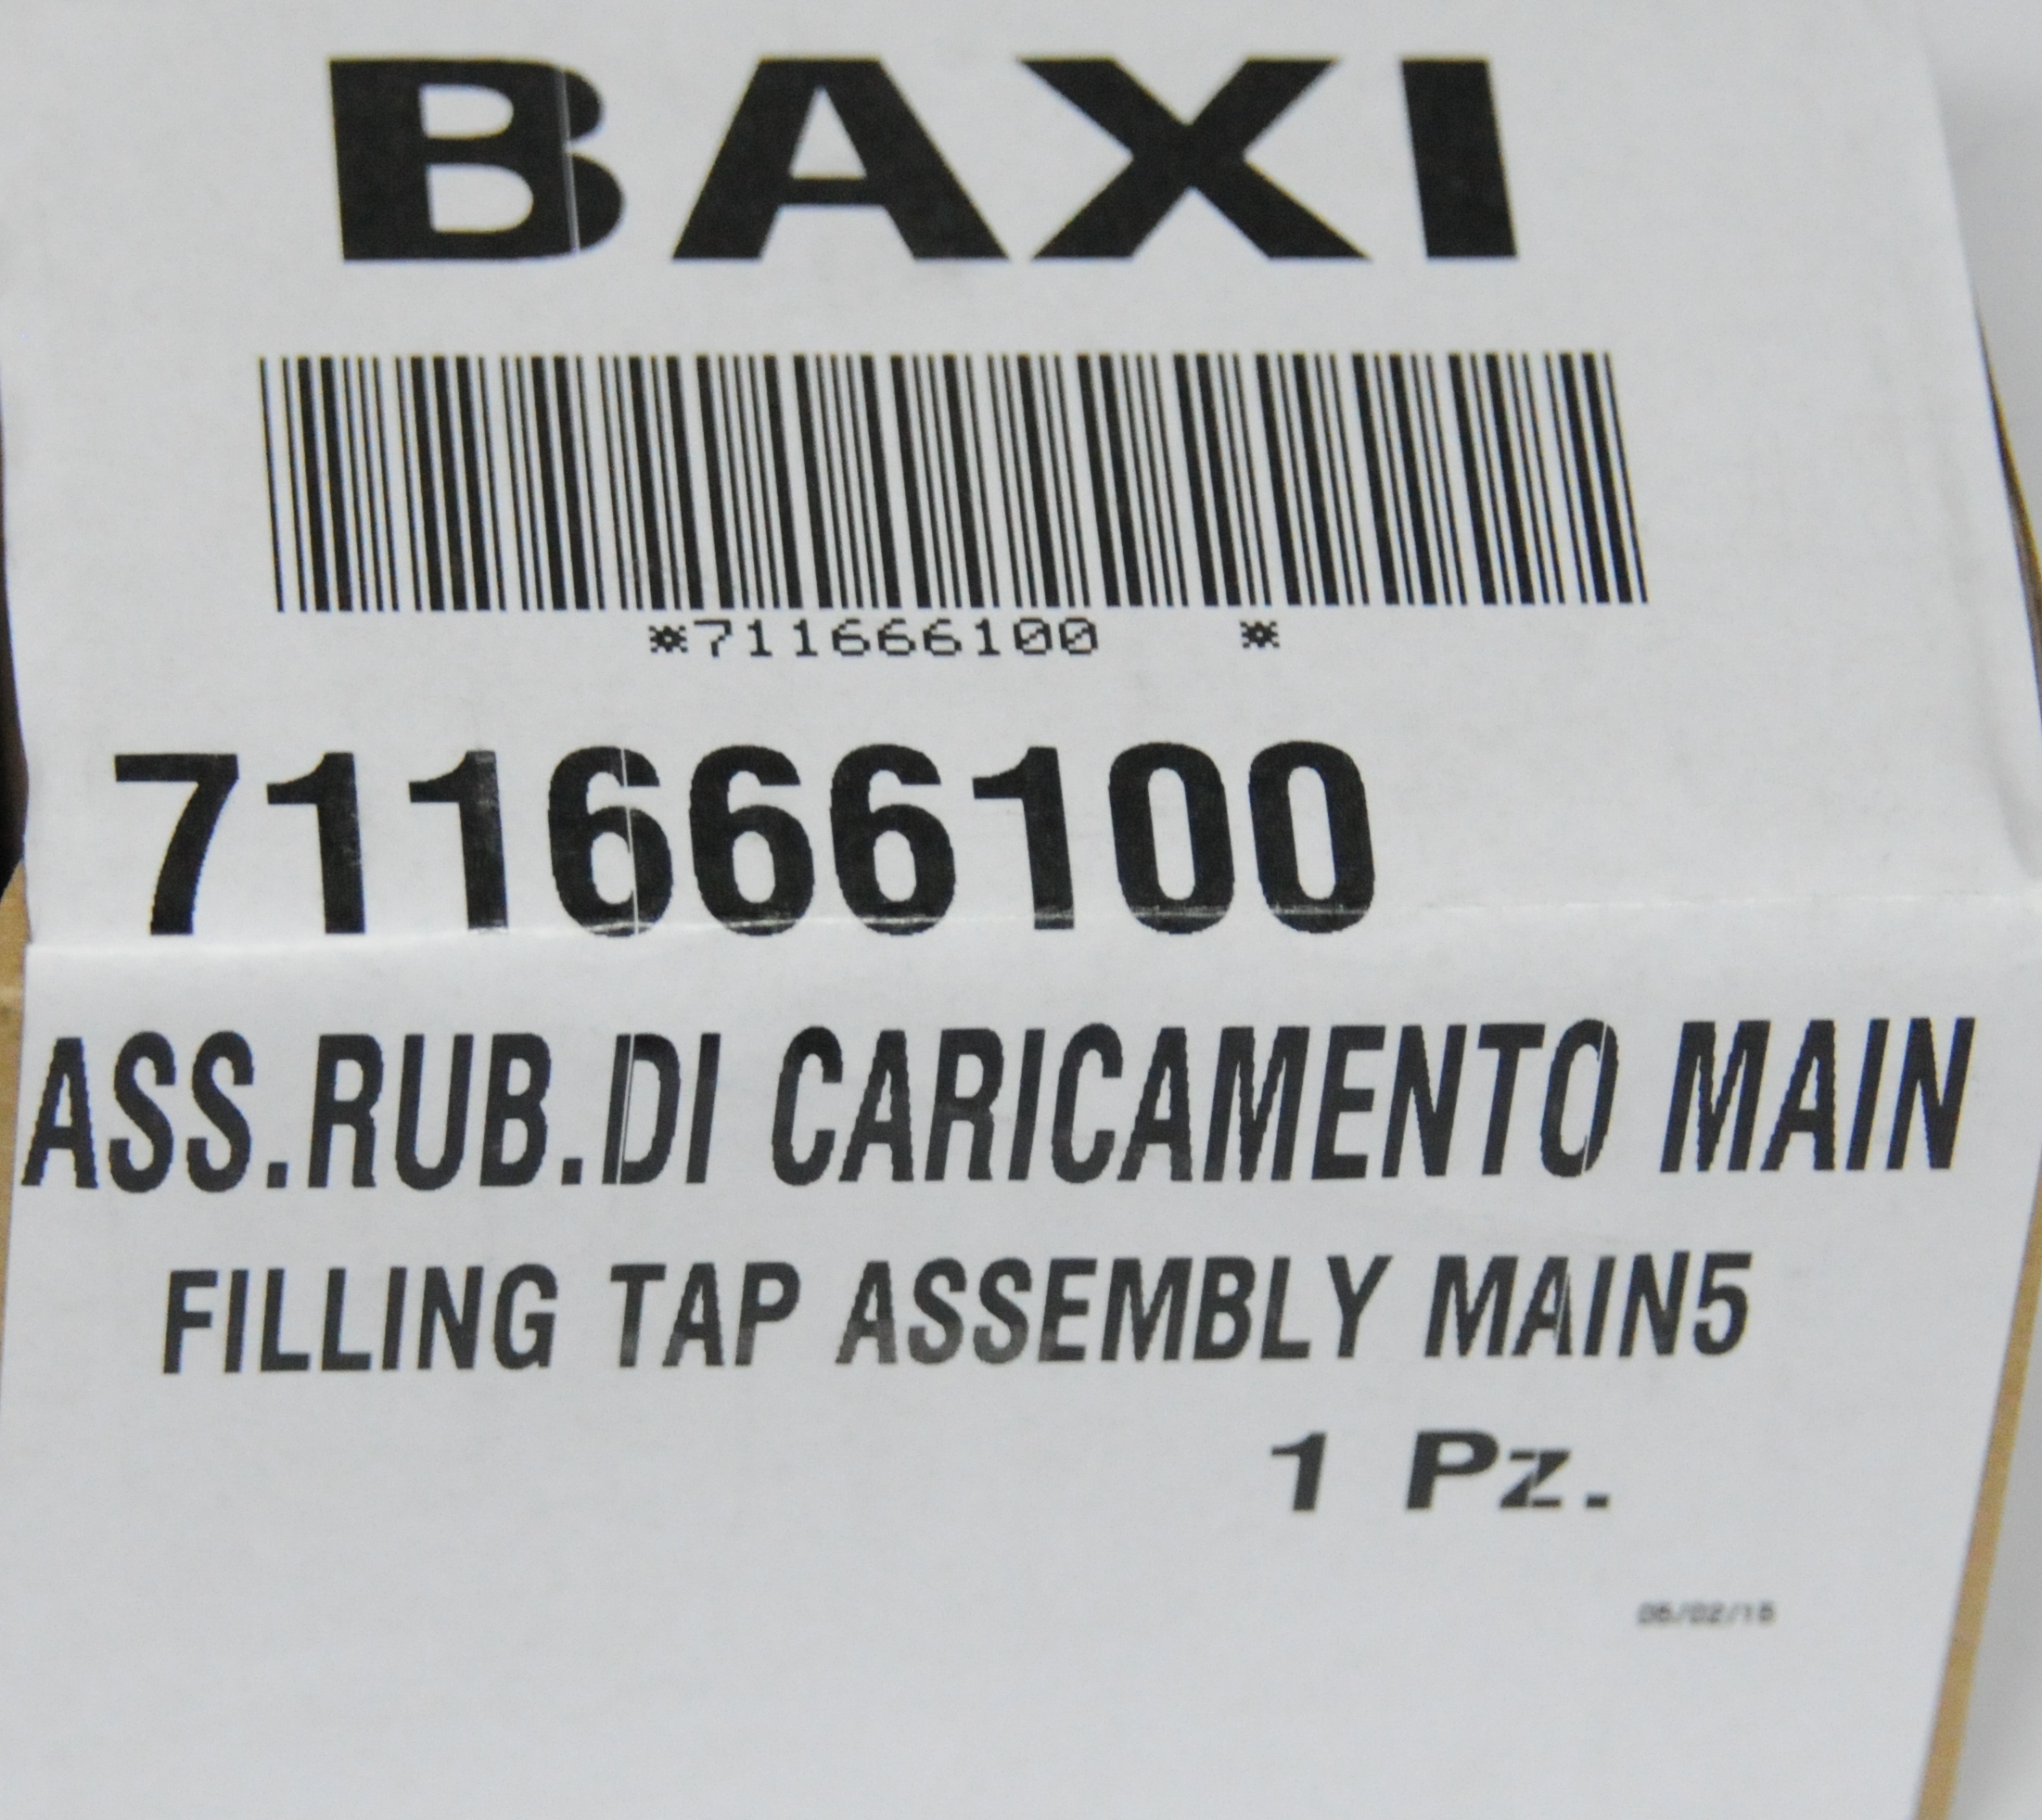 BAXI
*711666100 *
711666100
ASS.RUB.DI CARICAMENTO MAIN
FILLING TAP ASSEMBLY MAIN5
1 Pz.